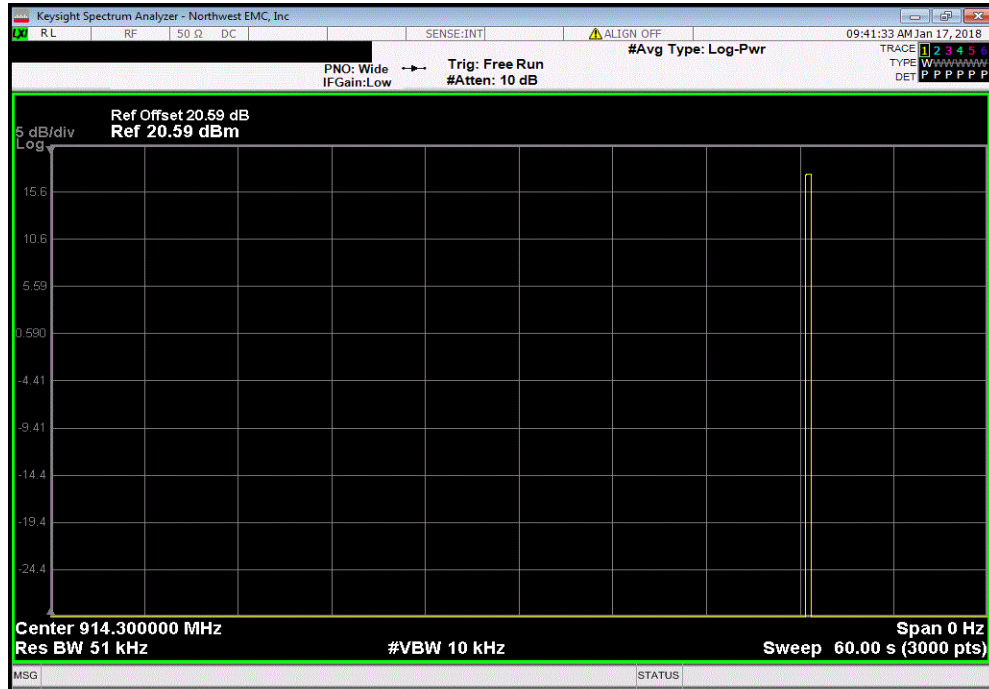 Keysight Spectrum Analyzer - Northwest EMC, Inc
LXI RL RF 50 Ω DC SENSE:INT ALIGN OFF 09:41:33 AM Jan 17, 2018
#Avg Type: Log-Pwr TRACE 1 2 3 4 5 6
PNO: Wide Trig: Free Run TYPE WWWWWW
IFGain:Low #Atten: 10 dB DET P P P P P P
Ref Offset 20.59 dB
5 dB/div Ref 20.59 dBm
Log
15.6
10.6
5.59
0.590
-4.41
-9.41
-14.4
-19.4
-24.4
Center 914.300000 MHz Span 0 Hz
Res BW 51 kHz #VBW 10 kHz Sweep 60.00 s (3000 pts)
MSG STATUS